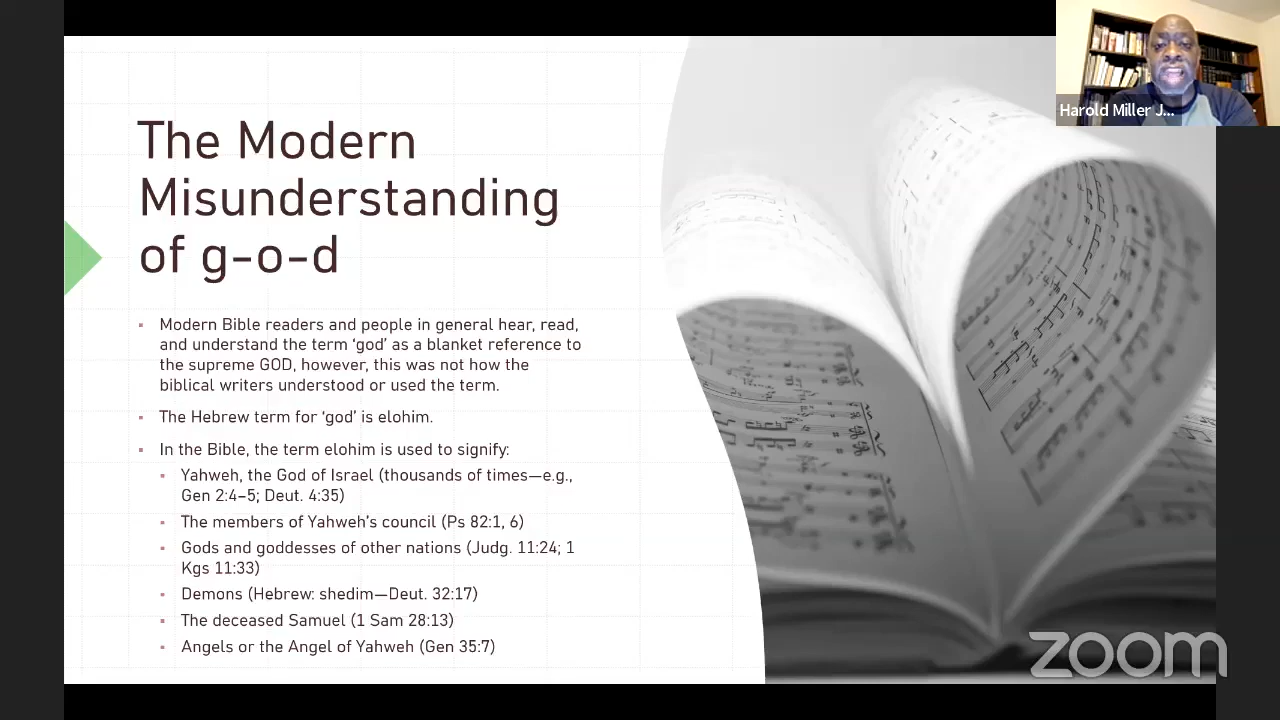 The Modern
Misunderstanding
of g-o-d
Modern Bible readers and people in general hear, read,
and understand the term 'god' as a blanket reference to
the supreme GOD, however, this was not how the
biblical writers understood or used the term.
The Hebrew term for 'god' is elohim.
In the Bible, the term elohim is used to signify:
Yahweh, the God of Israel (thousands of times—e.g.,
Gen 2:4-5; Deut. 4:35)
The members of Yahweh's council (Ps 82:1, 6)
Gods and goddesses of other nations (Judg. 11:24; 1
Kgs 11:33)
Demons (Hebrew: shedim—Deut. 32:17)
The deceased Samuel (1 Sam 28:13)
Angels or the Angel of Yahweh (Gen 35:7)
Harold Miller J...
zoom